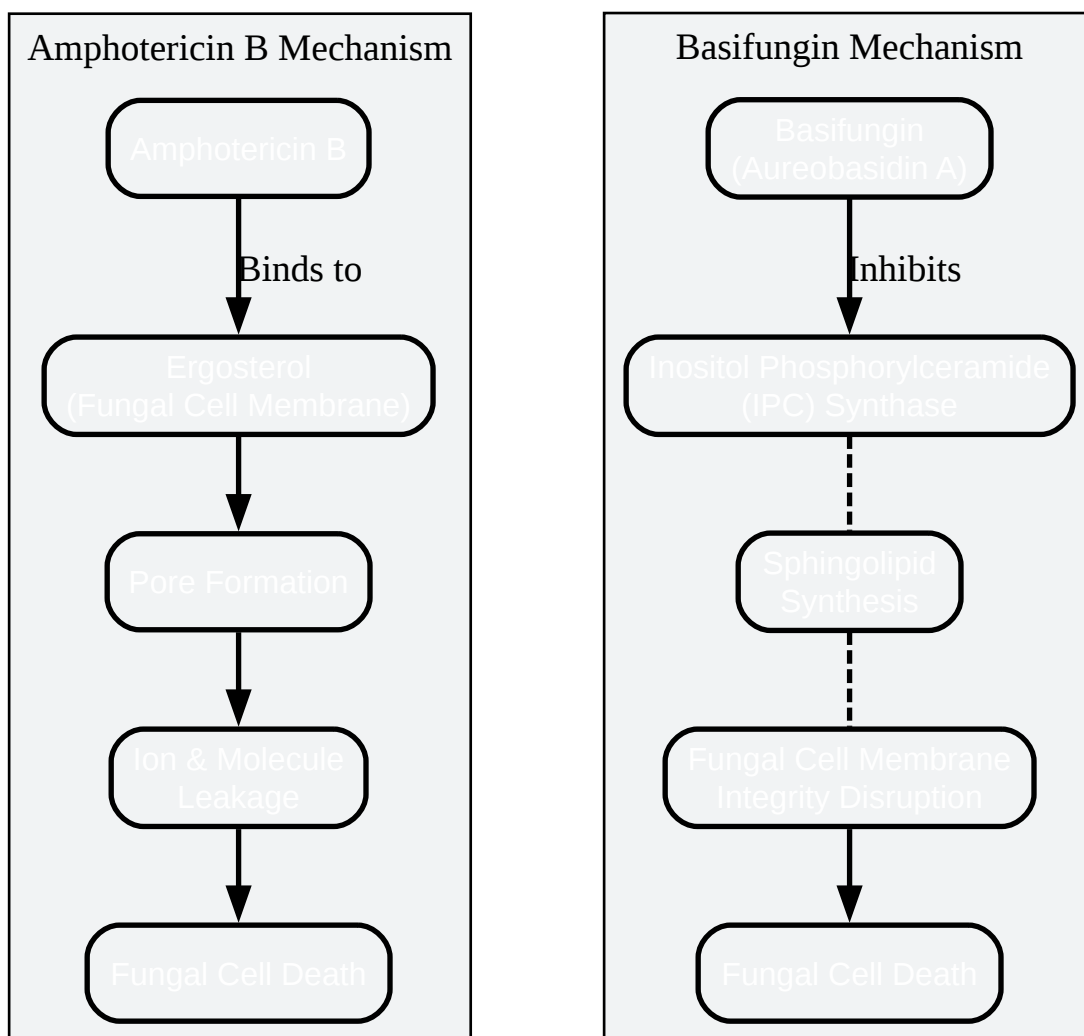 Amphotericin B Mechanism
Amphotericin B
Binds to
Ergosterol
(Fungal Cell Membrane)
Pore Formation
Ion & Molecule
Leakage
Fungal Cell Death
Basifungin Mechanism
Basifungin
(Aureobasidin A)
Inhibits
Inositol Phosphorylceramide
(IPC) Synthase
Sphingolipid
Synthesis
Fungal Cell Membrane
Integrity Disruption
Fungal Cell Death